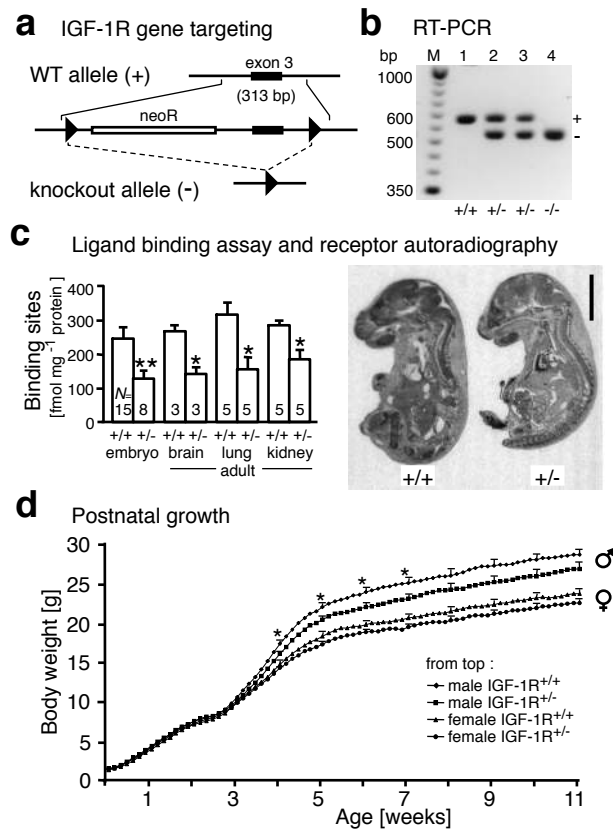 a IGF-1R gene targeting
WT allele (+)
exon 3
(313 bp)
neoR
knockout allele (-)
b RT-PCR
bp M 1 2 3 4
1000
600
500
350
+
-
+/+ +/- +/- -/-
c Ligand binding assay and receptor autoradiography
Binding sites
[fmol mg⁻¹ protein]
400
300
200
100
0
** * * *
N=
15 8 3 3 5 5 5 5
+/+ +/- +/+ +/- +/+ +/- +/+ +/-
embryo brain lung kidney
adult
+/+ +/-
d Postnatal growth
Body weight [g]
30
25
20
15
10
5
0
* * * *
♂
♀
from top :
male IGF-1R+/+
male IGF-1R+/-
female IGF-1R+/+
female IGF-1R+/-
1 3 5 7 9 11
Age [weeks]